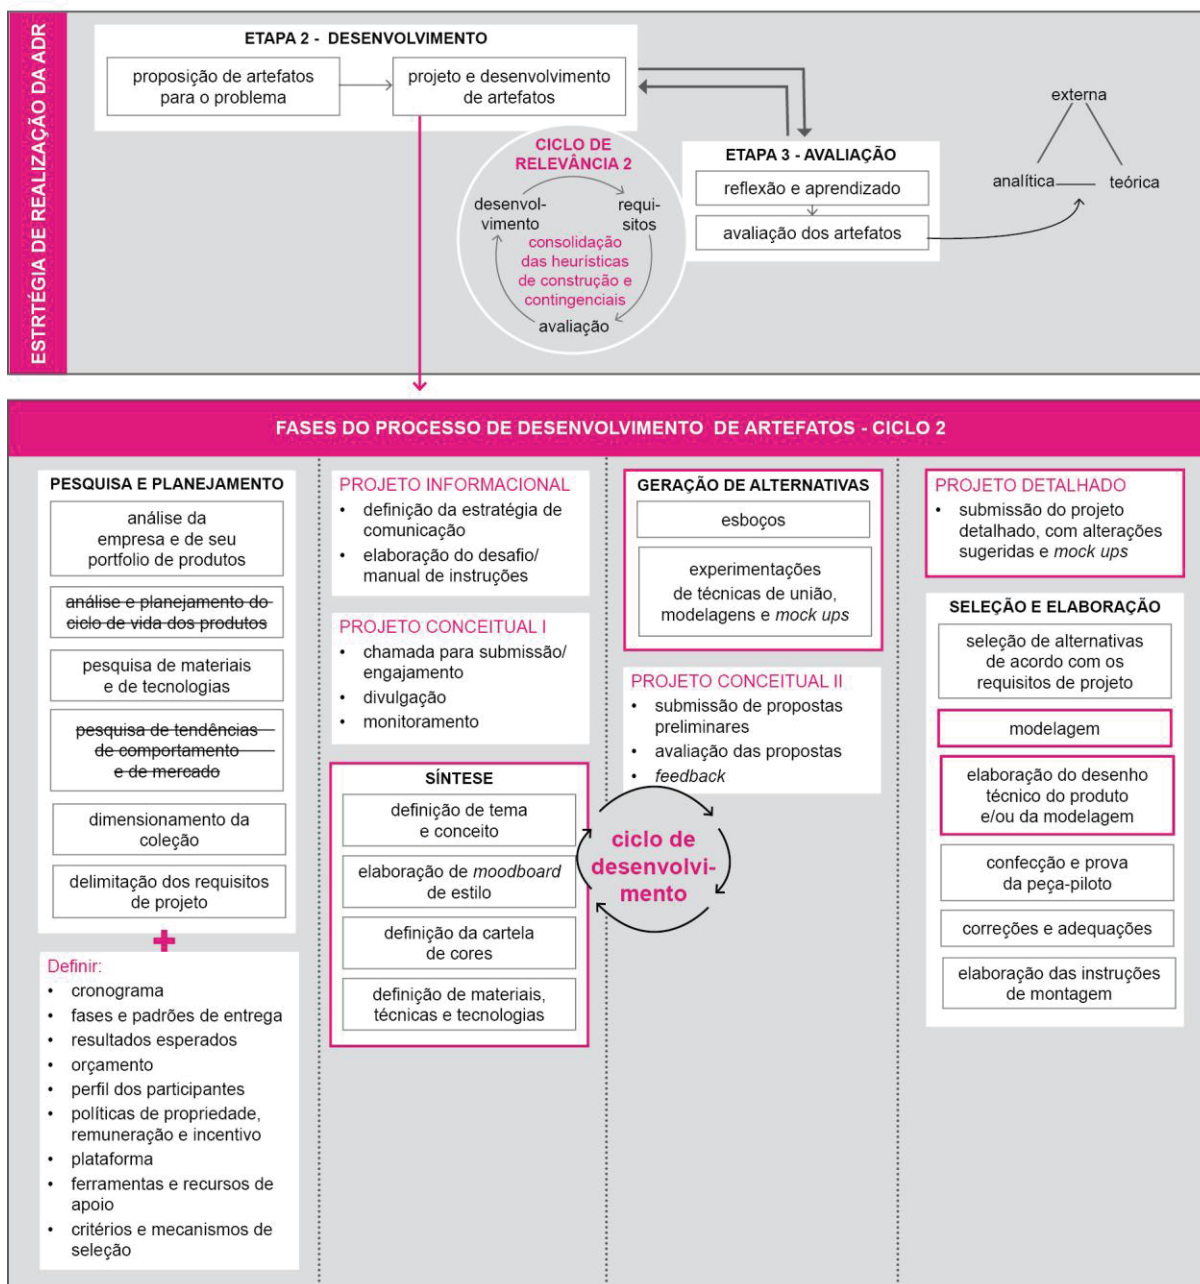 ESTRTÉGIA DE REALIZAÇÃO DA ADR
ETAPA 2 - DESENVOLVIMENTO
proposição de artefatos
para o problema
projeto e desenvolvimento
de artefatos
CICLO DE
RELEVÂNCIA 2
desenvol-
vimento
requi-
sitos
consolidação
das heurísticas
de construção e
contingenciais
avaliação
ETAPA 3 - AVALIAÇÃO
reflexão e aprendizado
avaliação dos artefatos
externa
analítica
teórica
FASES DO PROCESSO DE DESENVOLVIMENTO DE ARTEFATOS - CICLO 2
PESQUISA E PLANEJAMENTO
análise da
empresa e de seu
portfolio de produtos
análise e planejamento do
ciclo de vida dos produtos
pesquisa de materiais
e de tecnologias
pesquisa de tendências
de comportamento
e de mercado
dimensionamento da
coleção
delimitação dos requisitos
de projeto
+
Definir:
• cronograma
• fases e padrões de entrega
• resultados esperados
• orçamento
• perfil dos participantes
• políticas de propriedade,
remuneração e incentivo
• plataforma
• ferramentas e recursos de
apoio
• critérios e mecanismos de
seleção
PROJETO INFORMACIONAL
• definição da estratégia de
comunicação
• elaboração do desafio/
manual de instruções
PROJETO CONCEITUAL I
• chamada para submissão/
engajamento
• divulgação
• monitoramento
SÍNTESE
definição de tema
e conceito
elaboração de moodboard
de estilo
definição da cartela
de cores
definição de materiais,
técnicas e tecnologias
ciclo de
desenvolvi-
mento
GERAÇÃO DE ALTERNATIVAS
esboços
experimentações
de técnicas de união,
modelagens e mock ups
PROJETO CONCEITUAL II
• submissão de propostas
preliminares
• avaliação das propostas
• feedback
PROJETO DETALHADO
• submissão do projeto
detalhado, com alterações
sugeridas e mock ups
SELEÇÃO E ELABORAÇÃO
seleção de alternativas
de acordo com os
requisitos de projeto
modelagem
elaboração do desenho
técnico do produto
e/ou da modelagem
confecção e prova
da peça-piloto
correções e adequações
elaboração das instruções
de montagem